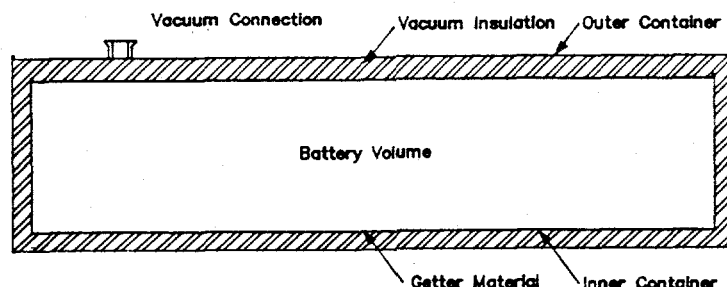 Vacuum Connection
Vacuum Insulation
Outer Container
Battery Volume
Getter Material
Inner Container